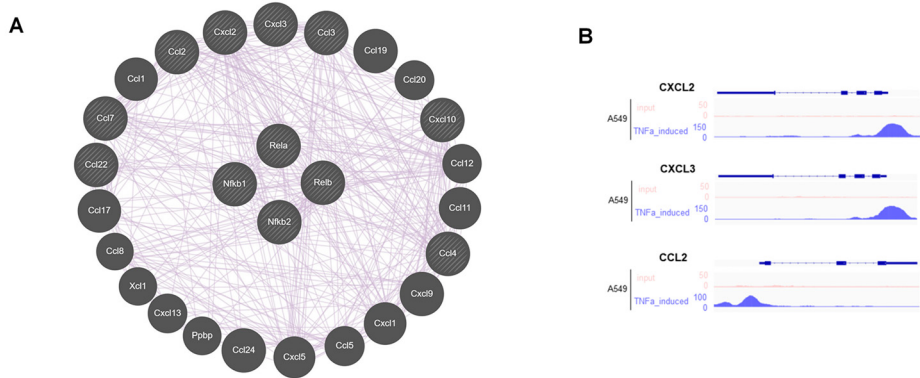 A
Cxcl3
Cxcl2
Ccl3
Ccl2
Ccl19
Ccl1
Ccl20
Ccl7
Cxcl10
Rela
Ccl22
Ccl12
Nfkb1
Relb
Ccl17
Ccl11
Nfkb2
Ccl8
Ccl4
Xcl1
Cxcl9
Cxcl13
Cxcl1
Ppbp
Ccl5
Ccl24
Cxcl5
B
CXCL2
A549
input
50
0
TNFa_induced
150
0
CXCL3
A549
input
50
0
TNFa_induced
150
0
CCL2
A549
input
50
0
TNFa_induced
100
0